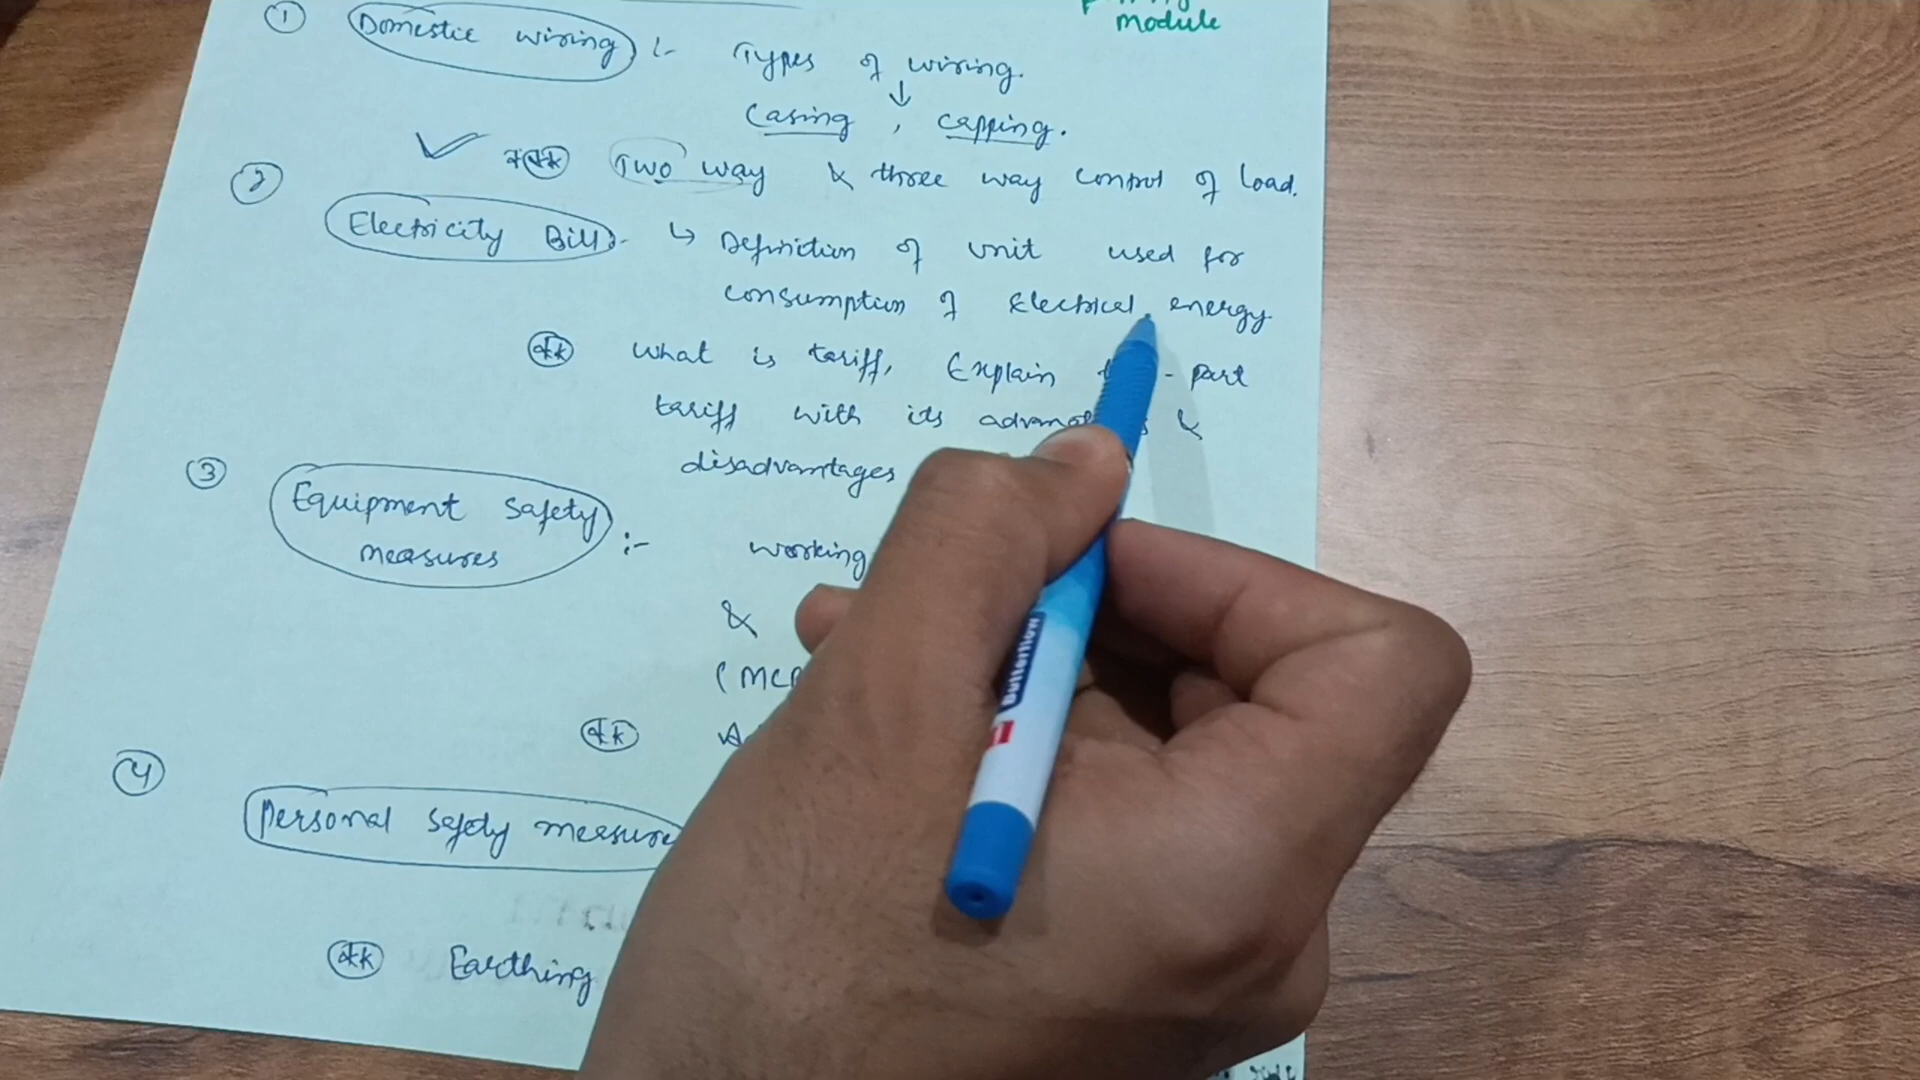 module
① Domestic wiring :- Types of wiring.
↓
Casing , capping.
✓ *** Two way & three way control of load.
② Electricity Bill:- ↳ Definition of unit used for
consumption of Electrical energy
** What is tariff, Explain - part
tariff with its &
disadvantages
③ Equipment Safety
measures :- working
&
** 
④ Personal safety measure
** Earthing
Butterflow